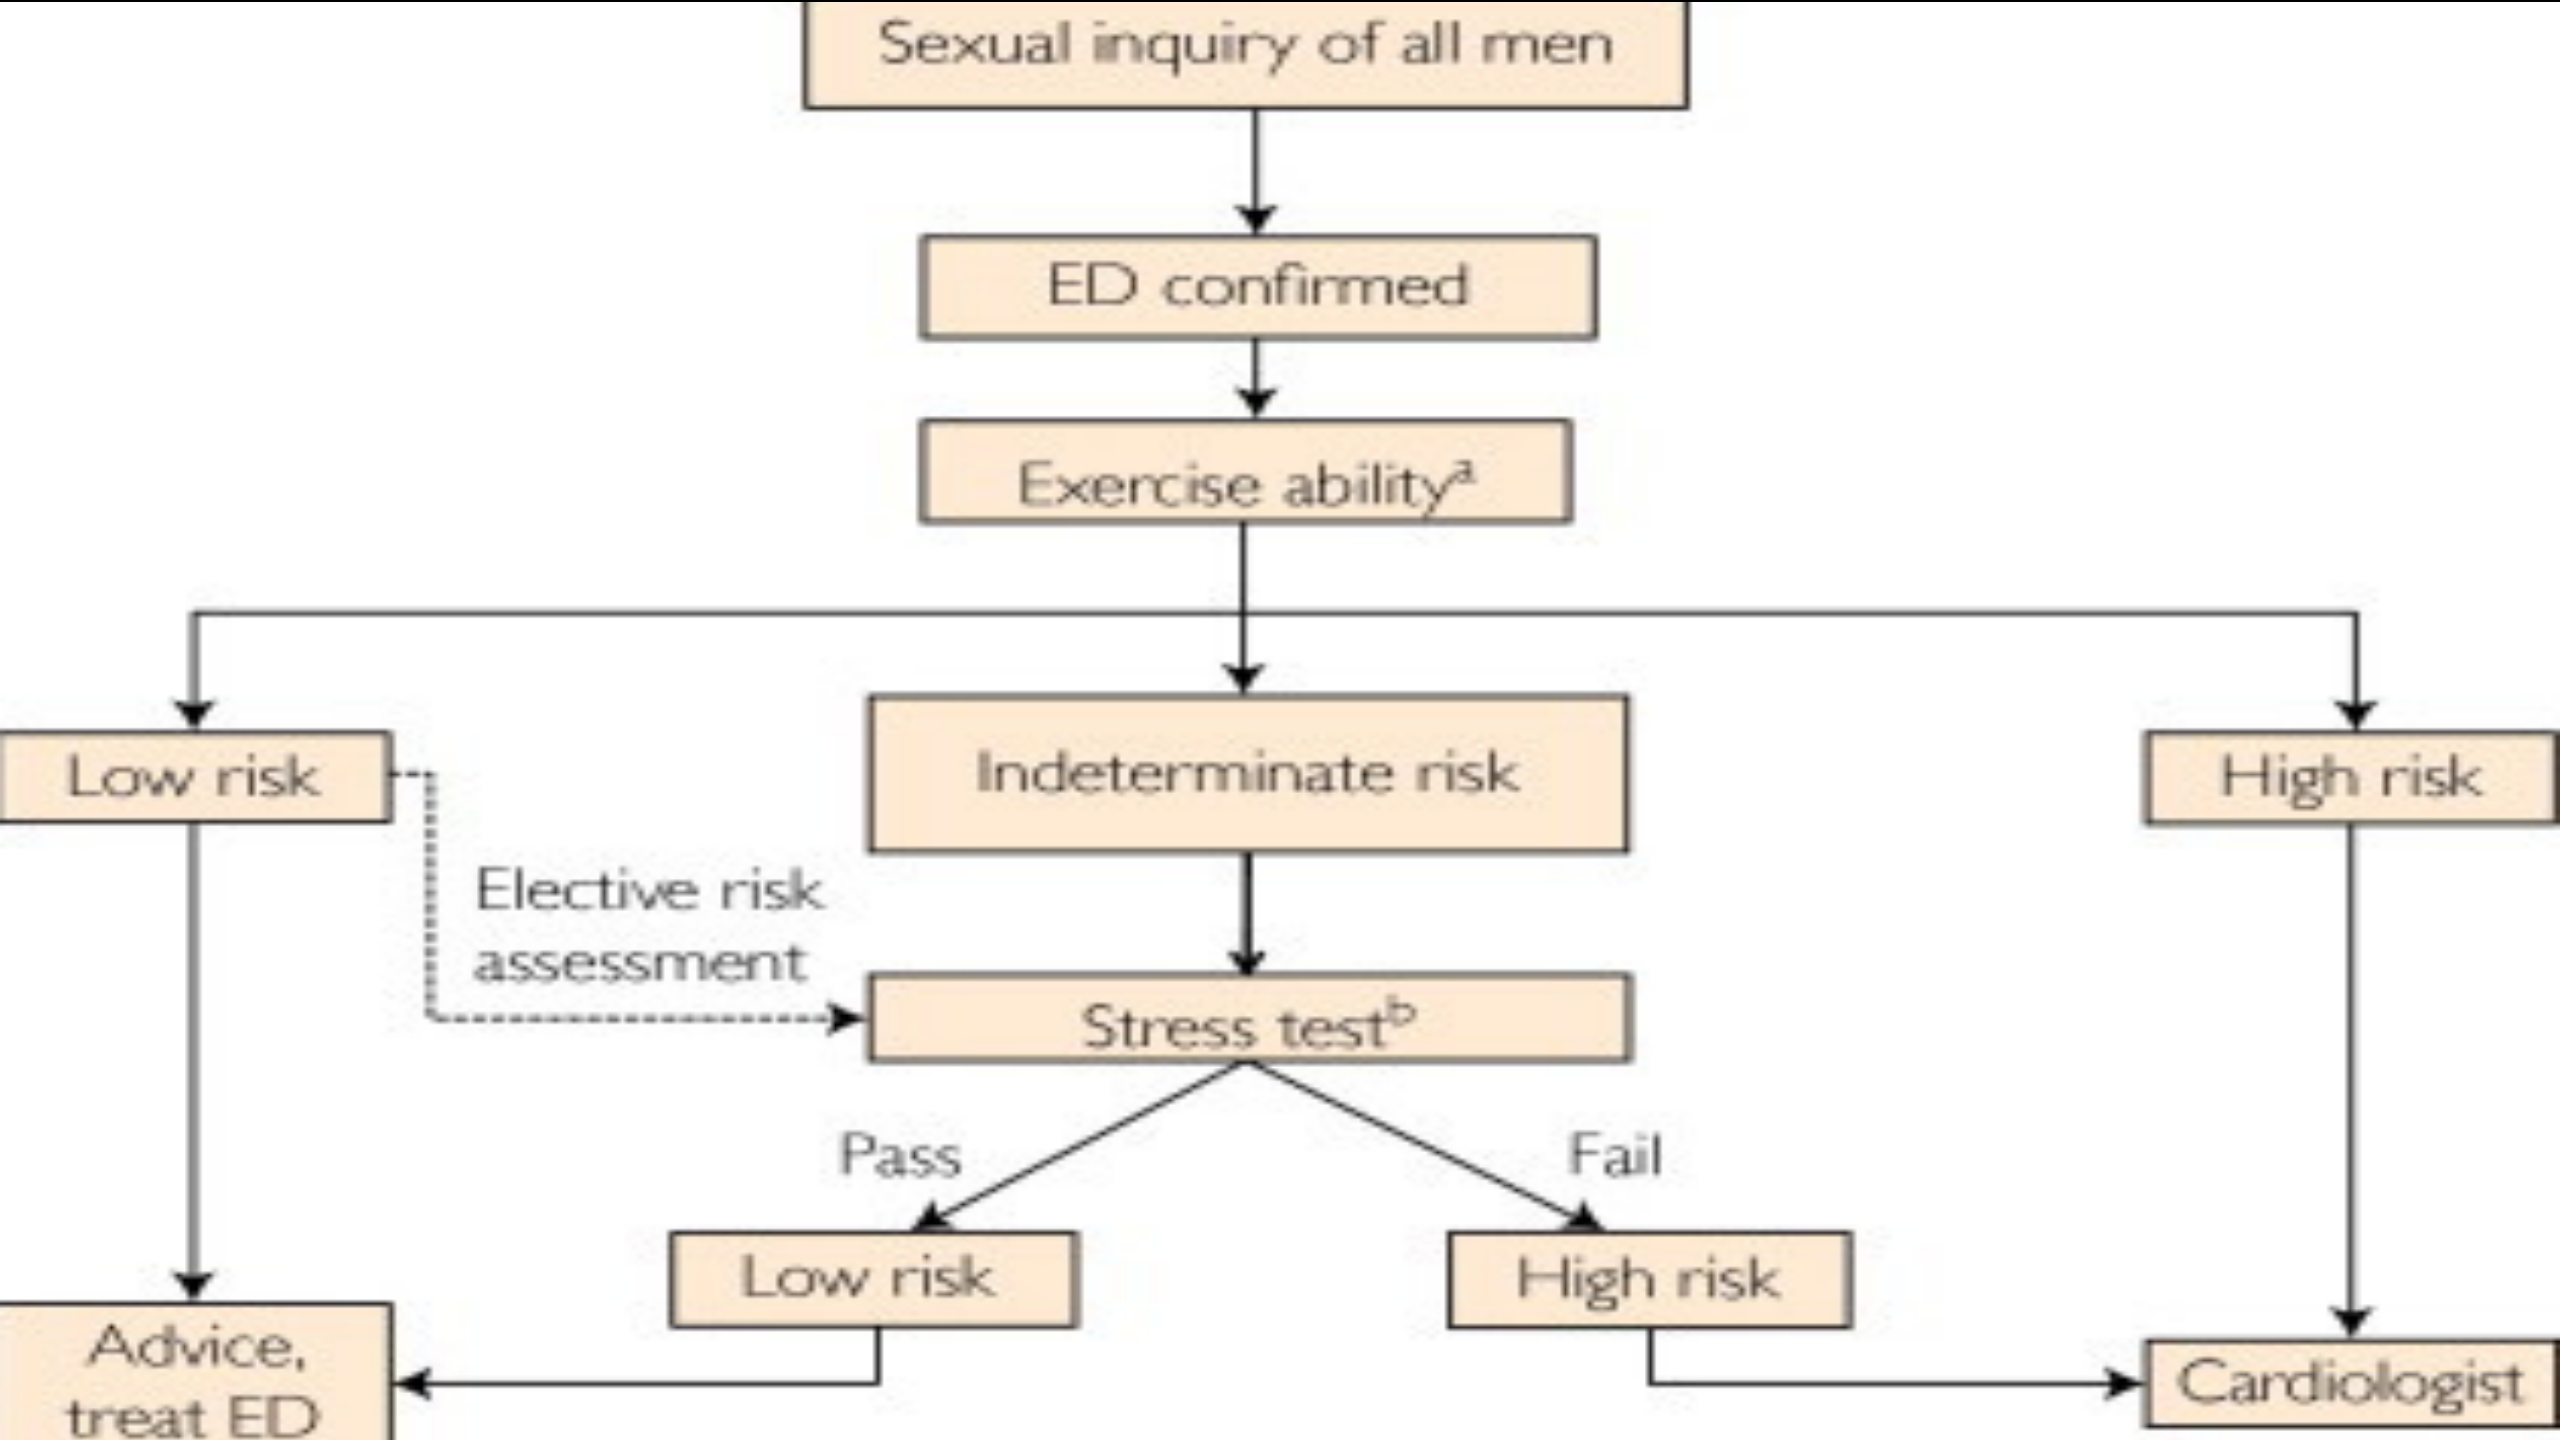 Sexual inquiry of all men
ED confirmed
Exercise abilityᵃ
Low risk
Indeterminate risk
High risk
Elective risk
assessment
Stress testᵇ
Pass
Fail
Low risk
High risk
Advice,
treat ED
Cardiologist